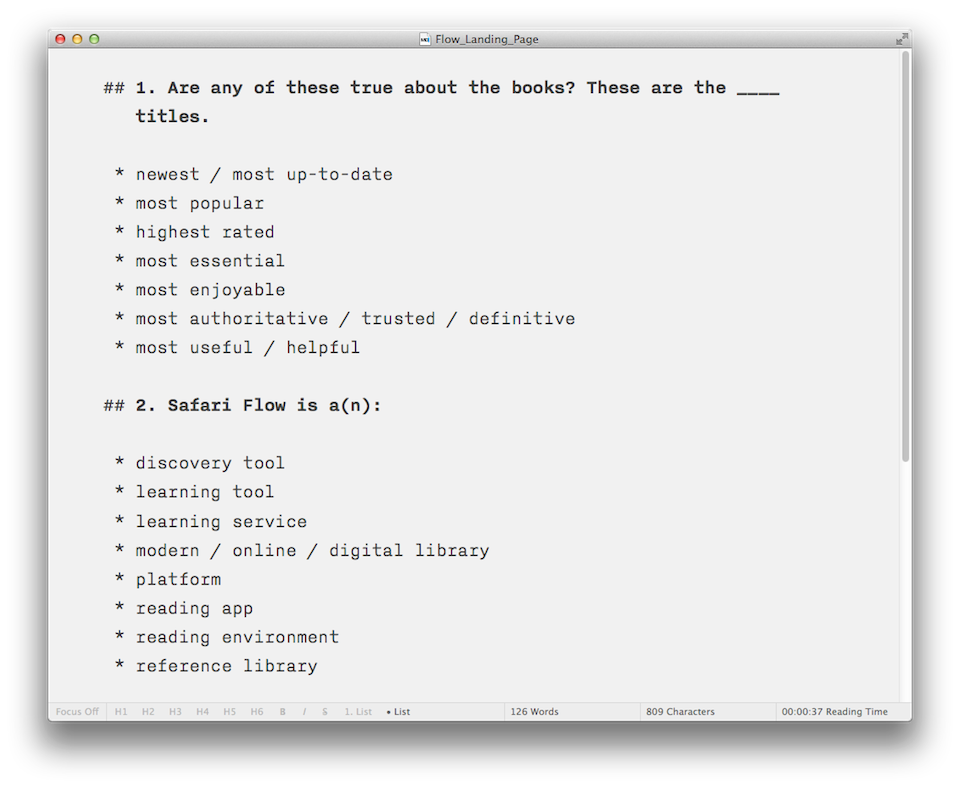 Flow_Landing_Page
## 1. Are any of these true about the books? These are the ____
titles.
* newest / most up-to-date
* most popular
* highest rated
* most essential
* most enjoyable
* most authoritative / trusted / definitive
* most useful / helpful
## 2. Safari Flow is a(n):
* discovery tool
* learning tool
* learning service
* modern / online / digital library
* platform
* reading app
* reading environment
* reference library
Focus Off H1 H2 H3 H4 H5 H6 B I S 1. List • List 126 Words 809 Characters 00:00:37 Reading Time